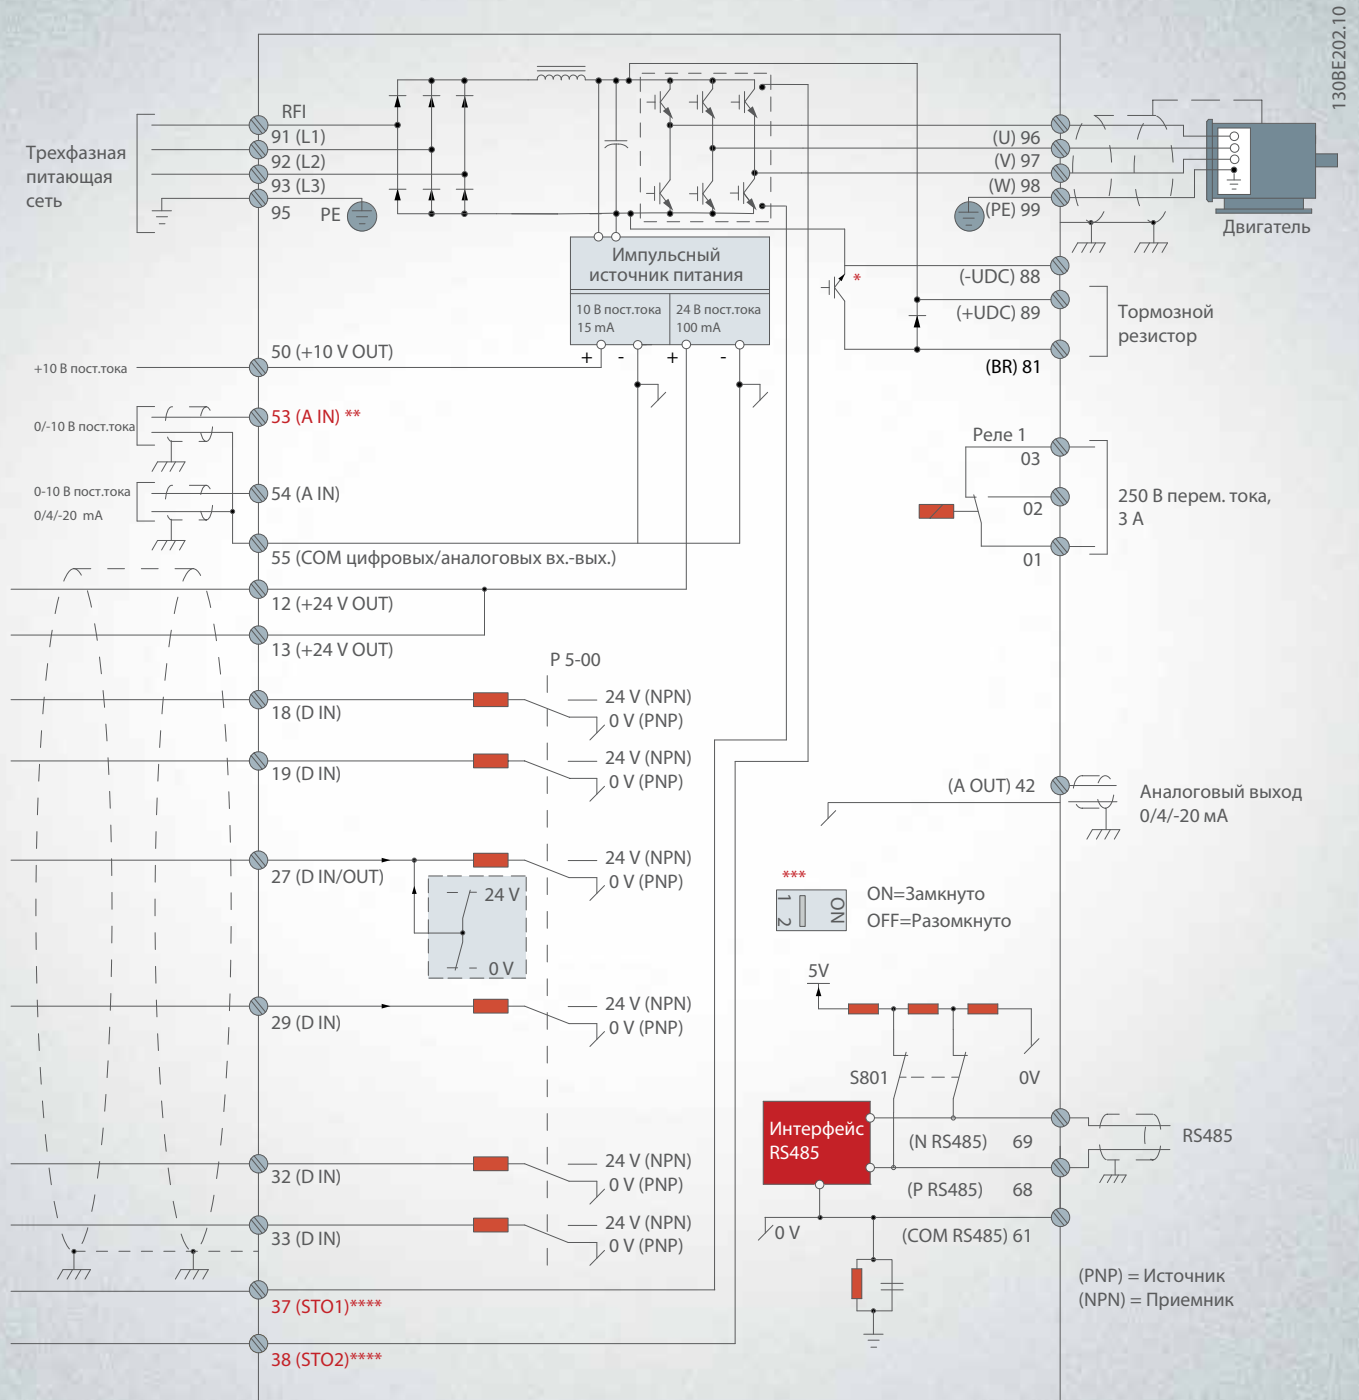 130BE202.10
RFI
91 (L1)
92 (L2)
93 (L3)
95
PE
Трехфазная
питающая
сеть
(U) 96
(V) 97
(W) 98
(PE) 99
Двигатель
Импульсный
источник питания
10 В пост.тока
15 mA
24 В пост.тока
100 mA
+ - + -
*
(-UDC) 88
(+UDC) 89
(BR) 81
Тормозной
резистор
50 (+10 V OUT)
+10 В пост.тока
53 (A IN) **
0/-10 В пост.тока
54 (A IN)
0-10 В пост.тока
0/4/-20 mA
55 (COM цифровых/аналоговых вх.-вых.)
12 (+24 V OUT)
13 (+24 V OUT)
Реле 1
03
02
01
250 В перем. тока,
3 А
P 5-00
18 (D IN)
24 V (NPN)
0 V (PNP)
19 (D IN)
24 V (NPN)
0 V (PNP)
27 (D IN/OUT)
24 V (NPN)
0 V (PNP)
24 V
0 V
29 (D IN)
24 V (NPN)
0 V (PNP)
32 (D IN)
24 V (NPN)
0 V (PNP)
33 (D IN)
24 V (NPN)
0 V (PNP)
37 (STO1)****
38 (STO2)****
(A OUT) 42
Аналоговый выход
0/4/-20 мА
***
1 2
ON
ON=Замкнуто
OFF=Разомкнуто
5V
S801
0V
Интерфейс
RS485
(N RS485) 69
(P RS485) 68
RS485
0 V
(COM RS485) 61
(PNP) = Источник
(NPN) = Приемник